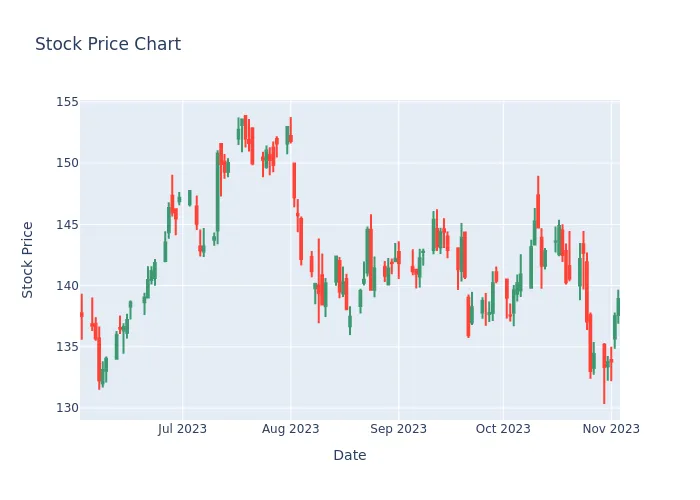 Stock Price Chart
155
150
145
140
135
130
Stock Price
Jul 2023
Aug 2023
Sep 2023
Oct 2023
Nov 2023
Date